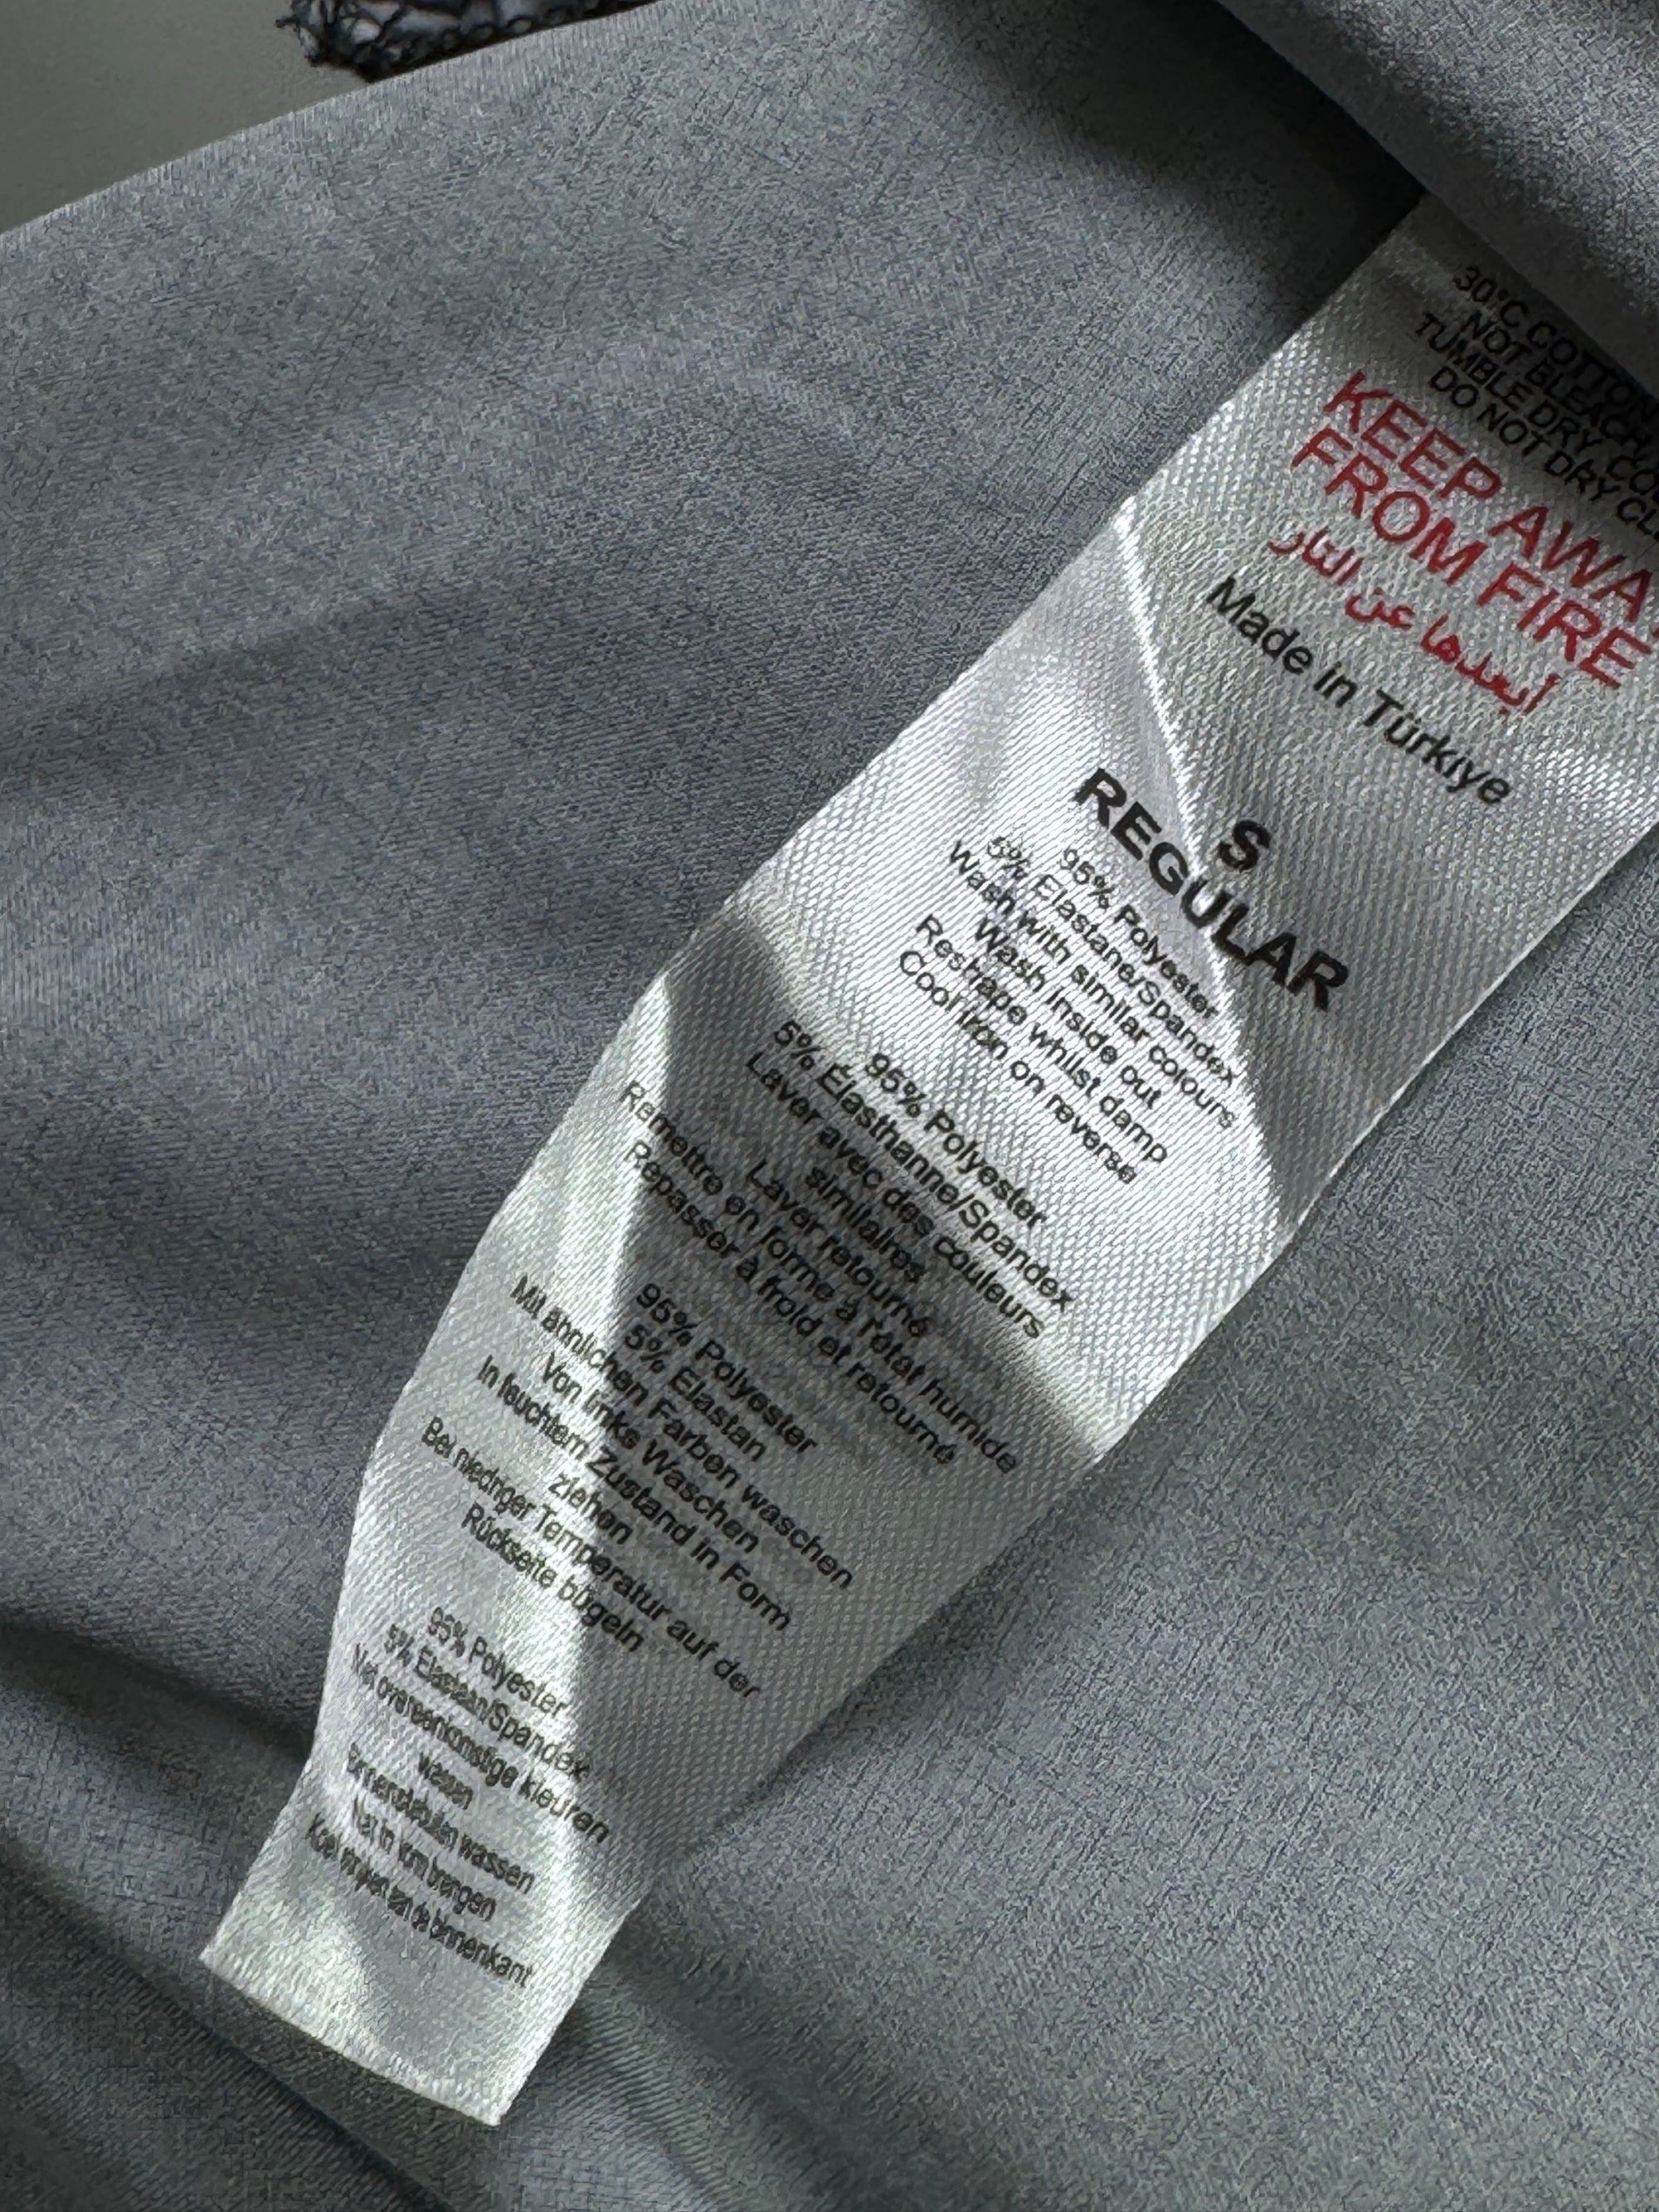 30°C COTTON
NOT BLEACH
TUMBLE DRY
DO NOT DRY
KEEP
FROM FIRE
أبعدها عن النار
Made in Türkiye
S
REGULAR
95% Polyester
5% Elastane/Spandex
Wash with similar colours
Wash inside out
Reshape whilst damp
Cool iron on reverse
95% Polyester
5% Élasthanne/Spandex
Laver avec des couleurs
similaires
Laver retourné
Remettre en forme à l'état humide
Repasser à froid et retourné
95% Polyester
5% Elastan
Mit ähnlichen Farben waschen
Von links Waschen
In feuchtem Zustand in Form
ziehen
Bei niedriger Temperatur auf der
Rückseite bügeln
95% Polyester
5% Elastaan/Spandex
Met overeenkomstige kleuren
Wassen
Binnenstebuiten wassen
Nat in vorm brengen
Koel strijken aan de binnenkant